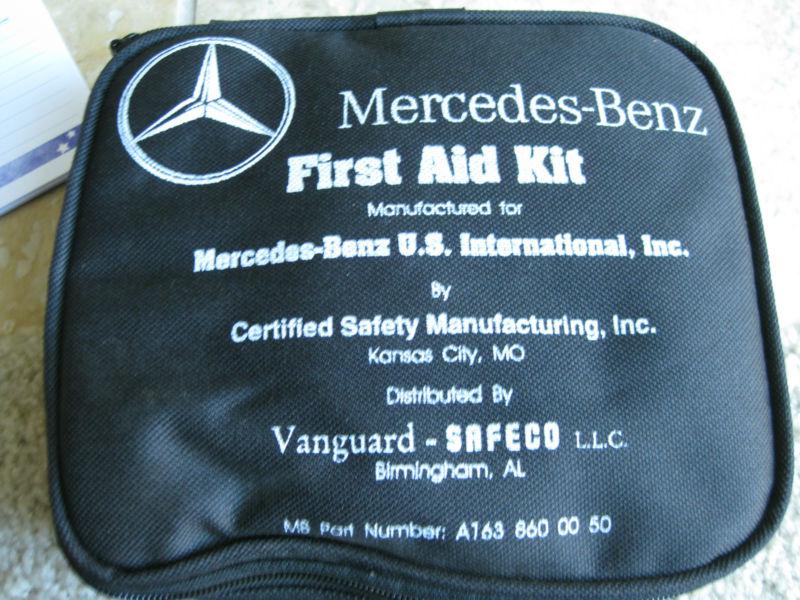 Mercedes-Benz
First Aid Kit
Manufactured for
Mercedes-Benz U.S. International, Inc.
By
Certified Safety Manufacturing, Inc.
Kansas City, MO
Distributed By
Vanguard - SAFECO L.L.C.
Birmingham, AL
MB Part Number: A163 860 00 50